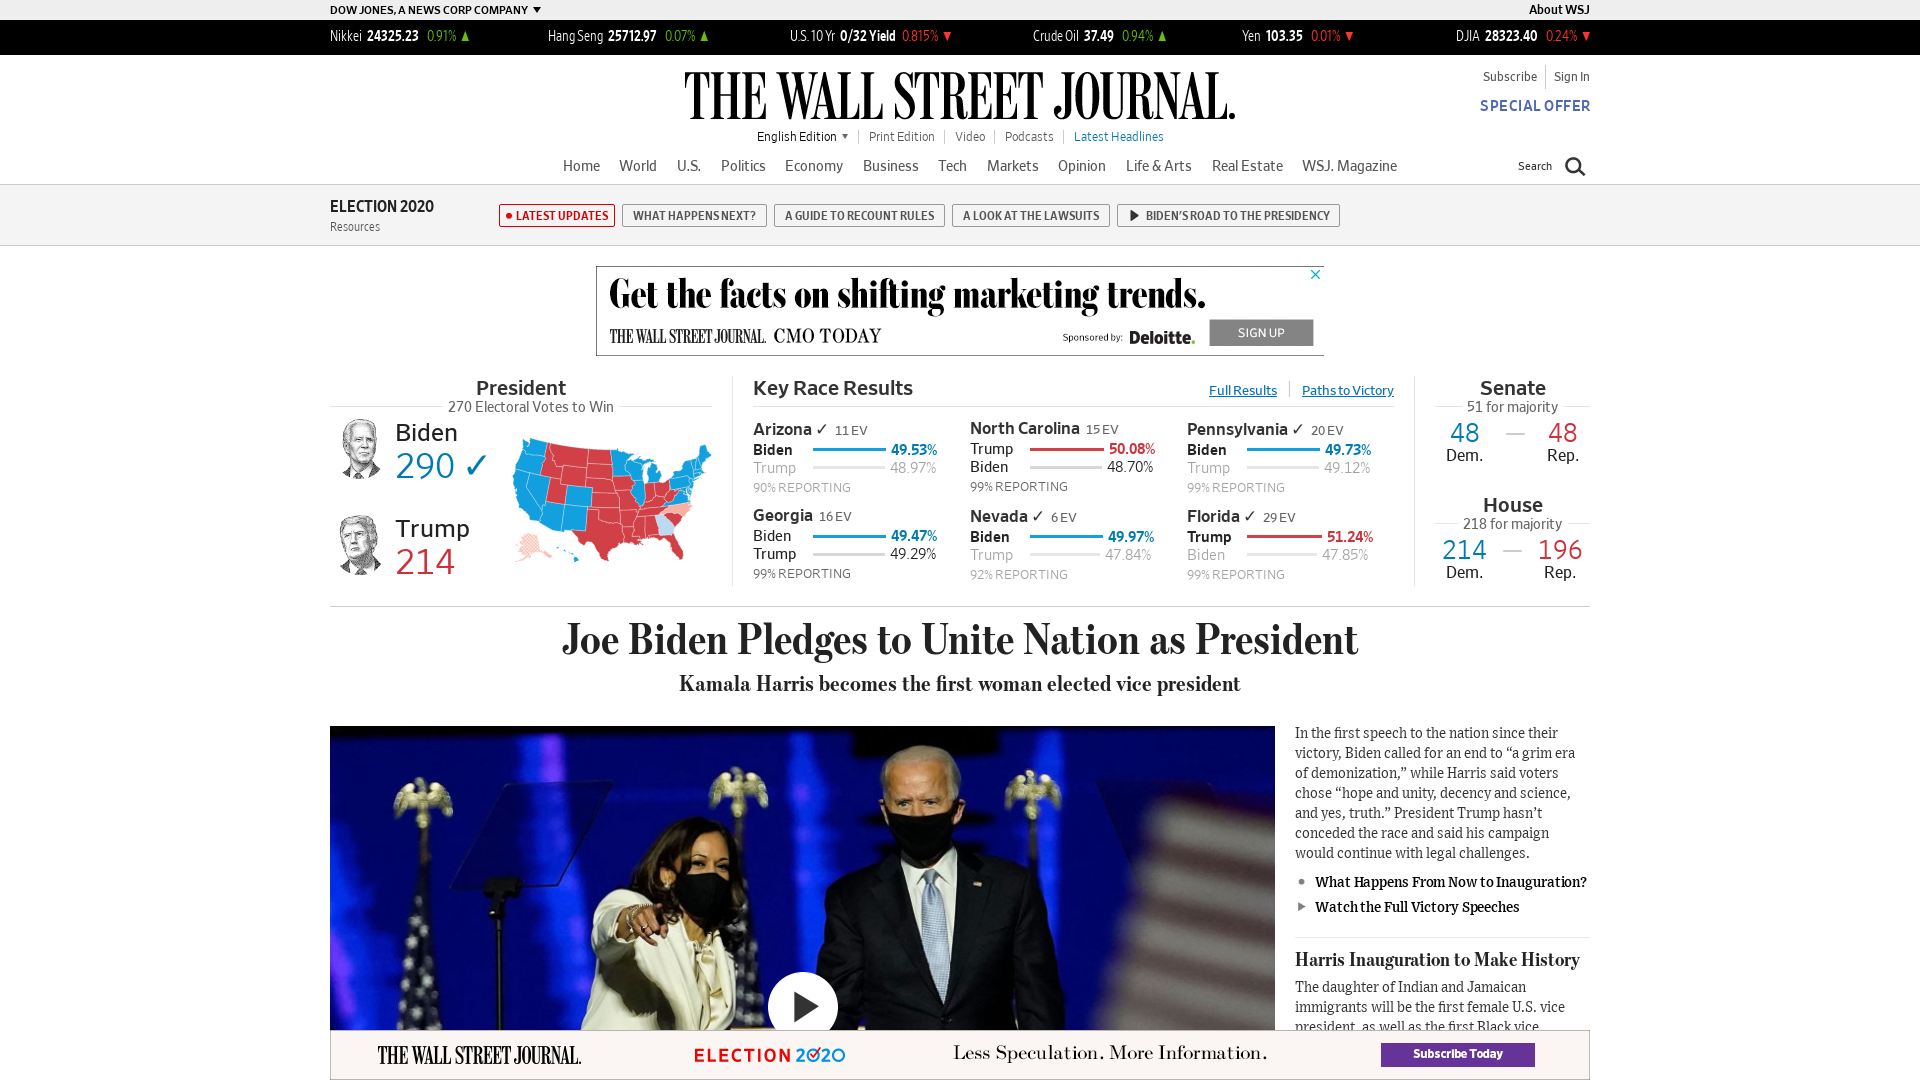 DOW JONES, A NEWS CORP COMPANY
About WSJ
Nikkei 24325.23 0.91%
Hang Seng 25712.97 0.07%
U.S. 10 Yr 0/32 Yield 0.815%
Crude Oil 37.49 0.94%
Yen 103.35 0.01%
DJIA 28323.40 0.24%
THE WALL STREET JOURNAL.
Subscribe
Sign In
SPECIAL OFFER
English Edition
Print Edition
Video
Podcasts
Latest Headlines
Home
World
U.S.
Politics
Economy
Business
Tech
Markets
Opinion
Life & Arts
Real Estate
WSJ. Magazine
Search
ELECTION 2020
Resources
LATEST UPDATES
WHAT HAPPENS NEXT?
A GUIDE TO RECOUNT RULES
A LOOK AT THE LAWSUITS
BIDEN'S ROAD TO THE PRESIDENCY
Get the facts on shifting marketing trends.
THE WALL STREET JOURNAL. CMO TODAY
Sponsored by: Deloitte.
SIGN UP
President
270 Electoral Votes to Win
Biden
290 ✓
Trump
214
Key Race Results
Full Results
Paths to Victory
Arizona ✓ 11 EV
Biden 49.53%
Trump 48.97%
90% REPORTING
North Carolina 15 EV
Trump 50.08%
Biden 48.70%
99% REPORTING
Pennsylvania ✓ 20 EV
Biden 49.73%
Trump 49.12%
99% REPORTING
Georgia 16 EV
Biden 49.47%
Trump 49.29%
99% REPORTING
Nevada ✓ 6 EV
Biden 49.97%
Trump 47.84%
92% REPORTING
Florida ✓ 29 EV
Trump 51.24%
Biden 47.85%
99% REPORTING
Senate
51 for majority
48 — 48
Dem. Rep.
House
218 for majority
214 — 196
Dem. Rep.
Joe Biden Pledges to Unite Nation as President
Kamala Harris becomes the first woman elected vice president
In the first speech to the nation since their
victory, Biden called for an end to “a grim era
of demonization,” while Harris said voters
chose “hope and unity, decency and science,
and yes, truth.” President Trump hasn’t
conceded the race and said his campaign
would continue with legal challenges.
What Happens From Now to Inauguration?
Watch the Full Victory Speeches
Harris Inauguration to Make History
The daughter of Indian and Jamaican
immigrants will be the first female U.S. vice
president, as well as the first Black vice
THE WALL STREET JOURNAL.
ELECTION 2020
Less Speculation. More Information.
Subscribe Today